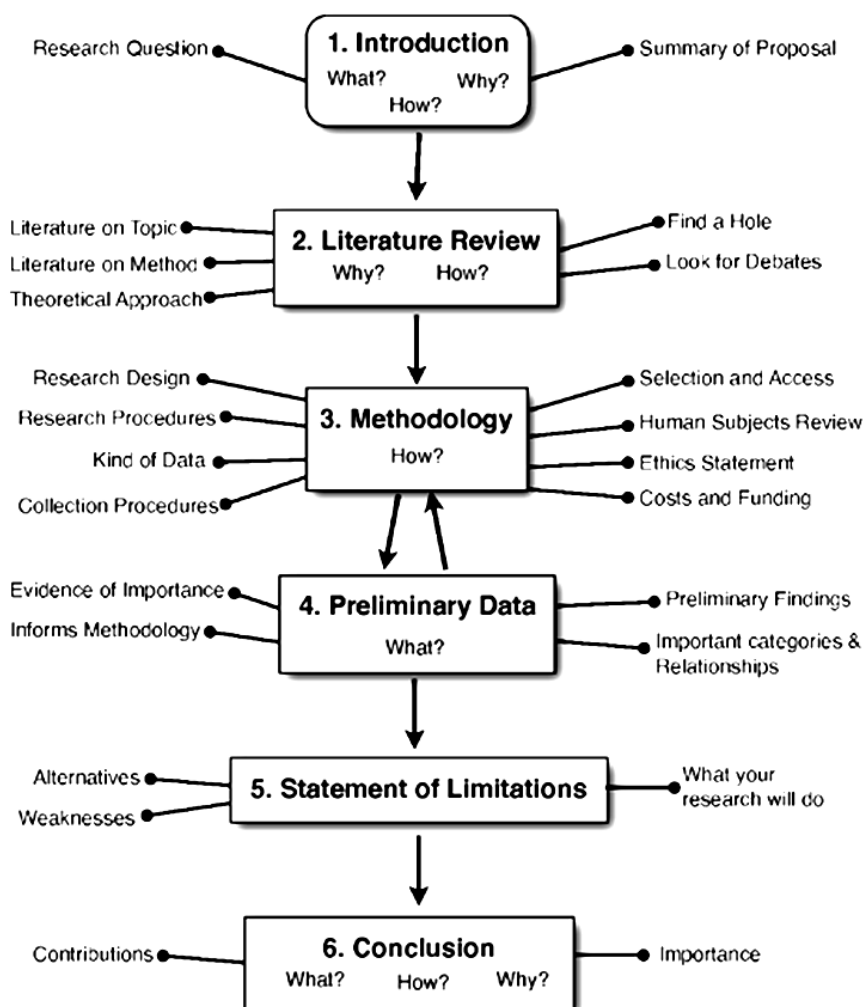 1. Introduction
Research Question
Summary of Proposal
What? Why?
How?
Literature on Topic
Find a Hole
2. Literature Review
Literature on Method
Look for Debates
Why? How?
Theoretical Approach
Research Design
Selection and Access
Research Procedures
3. Methodology
Human Subjects Review
How?
Kind of Data
Ethics Statement
Collection Procedures
Costs and Funding
Evidence of Importance
4. Preliminary Data
Preliminary Findings
Informs Methodology
What?
Important categories &
Relationships
Alternatives
5. Statement of Limitations
What your
research will do
Weaknesses
6. Conclusion
Contributions
Importance
What? How? Why?